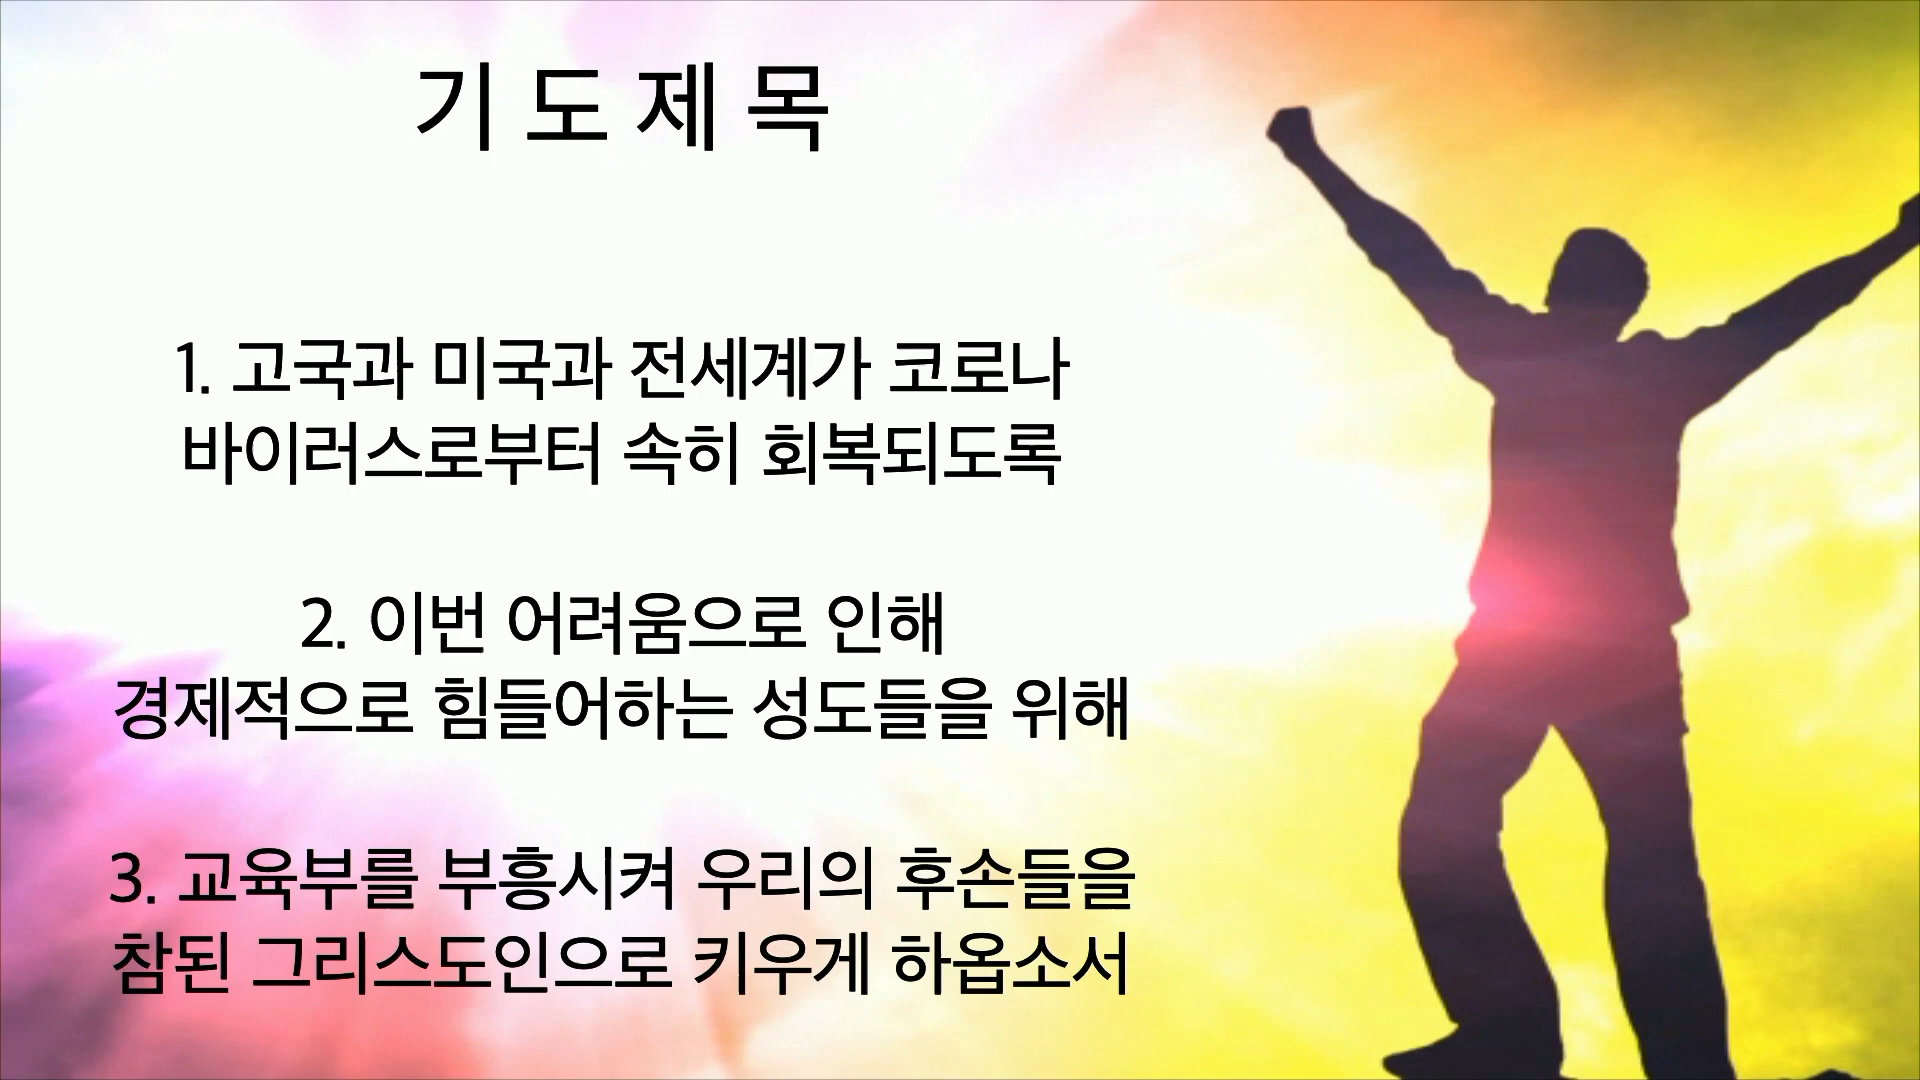 기 도 제 목
1. 고국과 미국과 전세계가 코로나
바이러스로부터 속히 회복되도록
2. 이번 어려움으로 인해
경제적으로 힘들어하는 성도들을 위해
3. 교육부를 부흥시켜 우리의 후손들을
참된 그리스도인으로 키우게 하옵소서